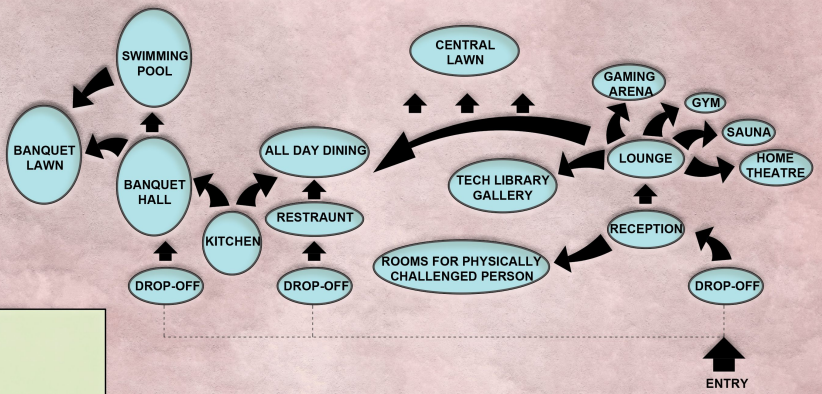 SWIMMING
POOL
CENTRAL
LAWN
GAMING
ARENA
GYM
SAUNA
HOME
THEATRE
BANQUET
LAWN
BANQUET
HALL
ALL DAY DINING
LOUNGE
TECH LIBRARY
GALLERY
KITCHEN
RESTRAUNT
RECEPTION
ROOMS FOR PHYSICALLY
CHALLENGED PERSON
DROP-OFF
DROP-OFF
DROP-OFF
ENTRY